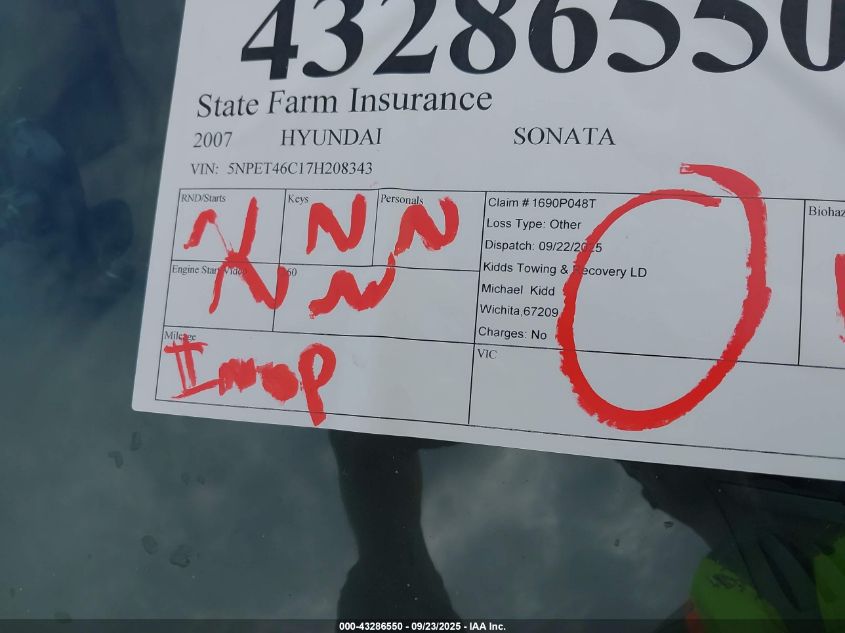 43286550
State Farm Insurance
2007 HYUNDAI SONATA
VIN: 5NPET46C17H208343
RND/Starts Keys Personals Claim # 1690P048T Biohaz
N N N
Loss Type: Other
Dispatch: 09/22/2025
Engine Start Video 360 Kidds Towing & Recovery LD
N N
Michael Kidd
Wichita,67209
Charges: No
Mileage VIC
Inop
O
000-43286550 - 09/23/2025 - IAA Inc.